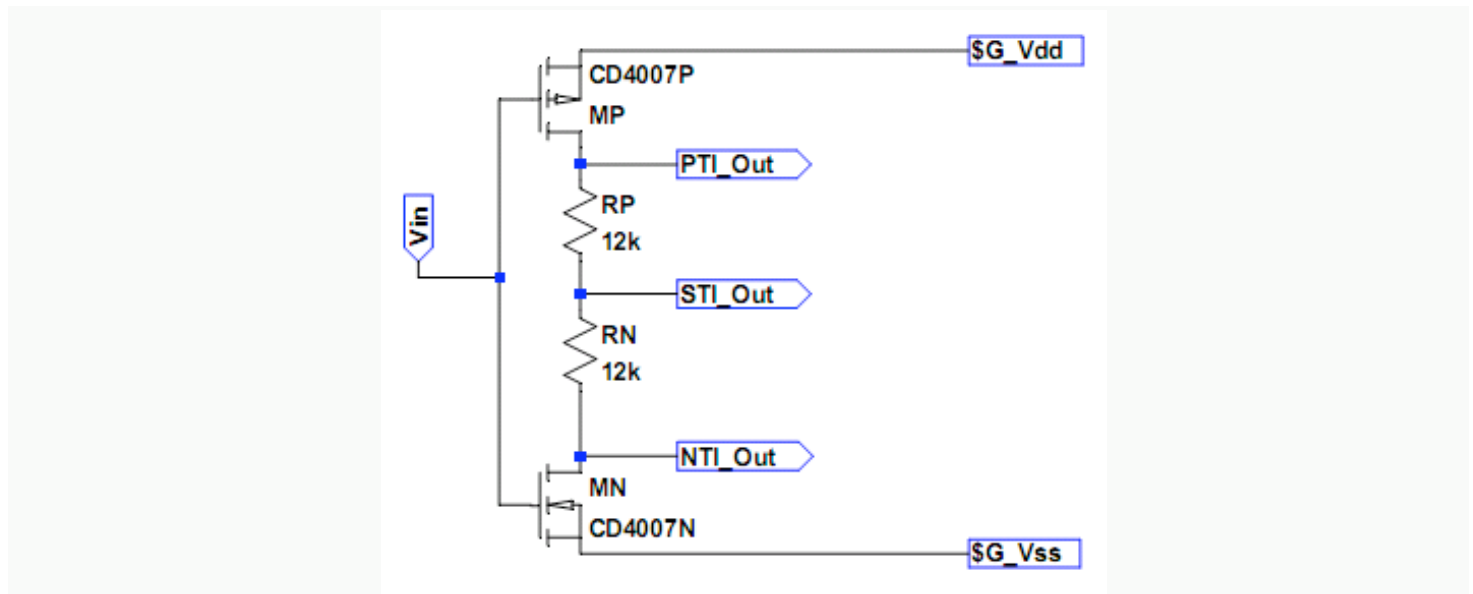 $G_Vdd
CD4007P
MP
PTI_Out
RP
12k
Vin
STI_Out
RN
12k
NTI_Out
MN
CD4007N
$G_Vss